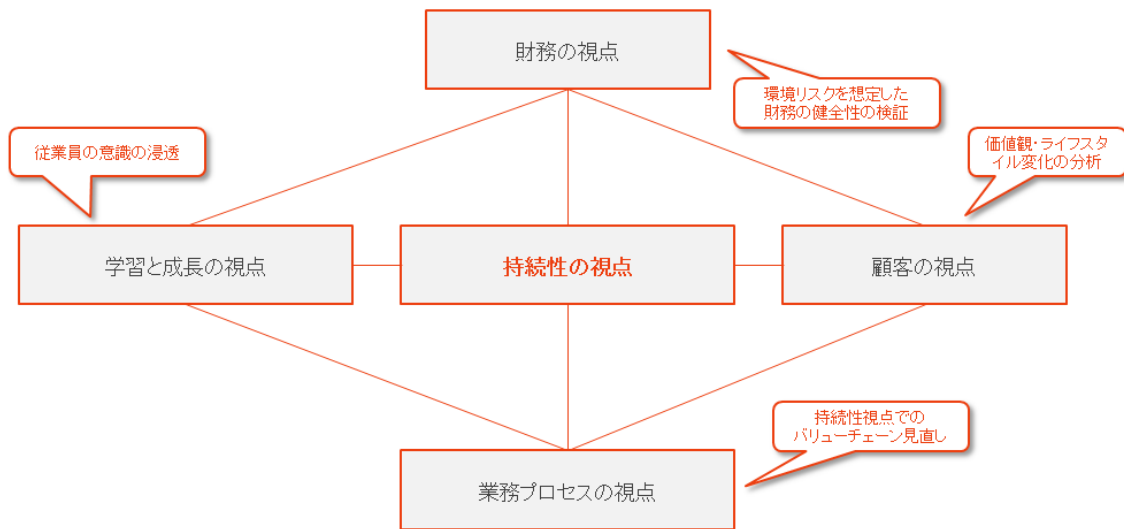 財務の視点
環境リスクを想定した
財務の健全性の検証
従業員の意識の浸透
価値観・ライフスタ
イル変化の分析
学習と成長の視点
持続性の視点
顧客の視点
持続性視点での
バリューチェーン見直し
業務プロセスの視点